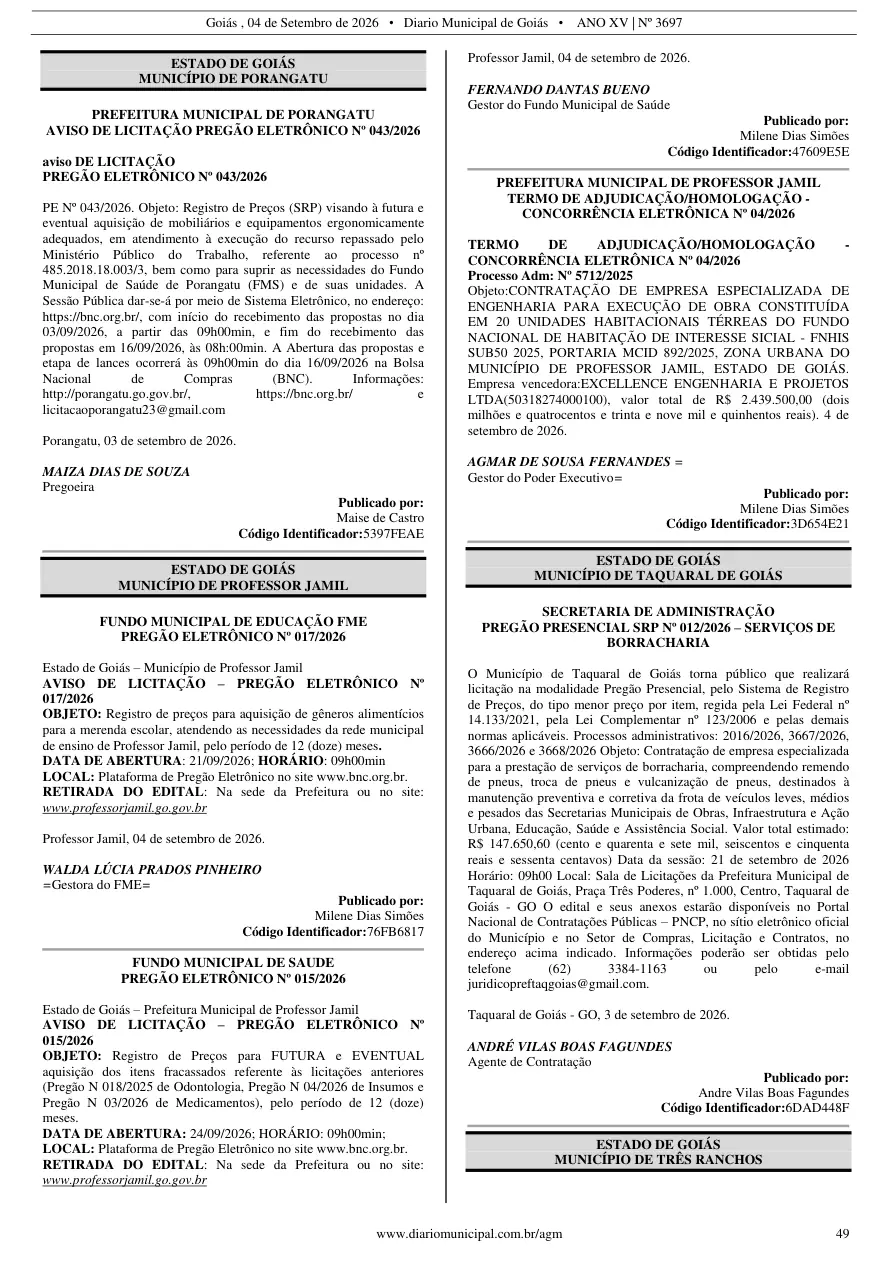 Goiás , 04 de Setembro de 2026 • Diario Municipal de Goiás • ANO XV | Nº 3697
ESTADO DE GOIÁS
MUNICÍPIO DE PORANGATU
PREFEITURA MUNICIPAL DE PORANGATU
AVISO DE LICITAÇÃO PREGÃO ELETRÔNICO Nº 043/2026
aviso DE LICITAÇÃO
PREGÃO ELETRÔNICO Nº 043/2026
PE Nº 043/2026. Objeto: Registro de Preços (SRP) visando à futura e
eventual aquisição de mobiliários e equipamentos ergonomicamente
adequados, em atendimento à execução do recurso repassado pelo
Ministério Público do Trabalho, referente ao processo nº
485.2018.18.003/3, bem como para suprir as necessidades do Fundo
Municipal de Saúde de Porangatu (FMS) e de suas unidades. A
Sessão Pública dar-se-á por meio de Sistema Eletrônico, no endereço:
https://bnc.org.br/, com início do recebimento das propostas no dia
03/09/2026, a partir das 09h00min, e fim do recebimento das
propostas em 16/09/2026, às 08h:00min. A Abertura das propostas e
etapa de lances ocorrerá às 09h00min do dia 16/09/2026 na Bolsa
Nacional de Compras (BNC). Informações:
http://porangatu.go.gov.br/, https://bnc.org.br/ e
licitacaoporangatu23@gmail.com
Porangatu, 03 de setembro de 2026.
MAIZA DIAS DE SOUZA
Pregoeira
Publicado por:
Maise de Castro
Código Identificador:5397FEAE
ESTADO DE GOIÁS
MUNICÍPIO DE PROFESSOR JAMIL
FUNDO MUNICIPAL DE EDUCAÇÃO FME
PREGÃO ELETRÔNICO Nº 017/2026
Estado de Goiás – Município de Professor Jamil
AVISO DE LICITAÇÃO – PREGÃO ELETRÔNICO Nº
017/2026
OBJETO: Registro de preços para aquisição de gêneros alimentícios
para a merenda escolar, atendendo as necessidades da rede municipal
de ensino de Professor Jamil, pelo período de 12 (doze) meses.
DATA DE ABERTURA: 21/09/2026; HORÁRIO: 09h00min
LOCAL: Plataforma de Pregão Eletrônico no site www.bnc.org.br.
RETIRADA DO EDITAL: Na sede da Prefeitura ou no site:
www.professorjamil.go.gov.br
Professor Jamil, 04 de setembro de 2026.
WALDA LÚCIA PRADOS PINHEIRO
=Gestora do FME=
Publicado por:
Milene Dias Simões
Código Identificador:76FB6817
FUNDO MUNICIPAL DE SAUDE
PREGÃO ELETRÔNICO Nº 015/2026
Estado de Goiás – Prefeitura Municipal de Professor Jamil
AVISO DE LICITAÇÃO – PREGÃO ELETRÔNICO Nº
015/2026
OBJETO: Registro de Preços para FUTURA e EVENTUAL
aquisição dos itens fracassados referente às licitações anteriores
(Pregão N 018/2025 de Odontologia, Pregão N 04/2026 de Insumos e
Pregão N 03/2026 de Medicamentos), pelo período de 12 (doze)
meses.
DATA DE ABERTURA: 24/09/2026; HORÁRIO: 09h00min;
LOCAL: Plataforma de Pregão Eletrônico no site www.bnc.org.br.
RETIRADA DO EDITAL: Na sede da Prefeitura ou no site:
www.professorjamil.go.gov.br
Professor Jamil, 04 de setembro de 2026.
FERNANDO DANTAS BUENO
Gestor do Fundo Municipal de Saúde
Publicado por:
Milene Dias Simões
Código Identificador:47609E5E
PREFEITURA MUNICIPAL DE PROFESSOR JAMIL
TERMO DE ADJUDICAÇÃO/HOMOLOGAÇÃO -
CONCORRÊNCIA ELETRÔNICA Nº 04/2026
TERMO DE ADJUDICAÇÃO/HOMOLOGAÇÃO -
CONCORRÊNCIA ELETRÔNICA Nº 04/2026
Processo Adm: Nº 5712/2025
Objeto:CONTRATAÇÃO DE EMPRESA ESPECIALIZADA DE
ENGENHARIA PARA EXECUÇÃO DE OBRA CONSTITUÍDA
EM 20 UNIDADES HABITACIONAIS TÉRREAS DO FUNDO
NACIONAL DE HABITAÇÃO DE INTERESSE SICIAL - FNHIS
SUB50 2025, PORTARIA MCID 892/2025, ZONA URBANA DO
MUNICÍPIO DE PROFESSOR JAMIL, ESTADO DE GOIÁS.
Empresa vencedora:EXCELLENCE ENGENHARIA E PROJETOS
LTDA(50318274000100), valor total de R$ 2.439.500,00 (dois
milhões e quatrocentos e trinta e nove mil e quinhentos reais). 4 de
setembro de 2026.
AGMAR DE SOUSA FERNANDES =
Gestor do Poder Executivo=
Publicado por:
Milene Dias Simões
Código Identificador:3D654E21
ESTADO DE GOIÁS
MUNICÍPIO DE TAQUARAL DE GOIÁS
SECRETARIA DE ADMINISTRAÇÃO
PREGÃO PRESENCIAL SRP Nº 012/2026 – SERVIÇOS DE
BORRACHARIA
O Município de Taquaral de Goiás torna público que realizará
licitação na modalidade Pregão Presencial, pelo Sistema de Registro
de Preços, do tipo menor preço por item, regida pela Lei Federal nº
14.133/2021, pela Lei Complementar nº 123/2006 e pelas demais
normas aplicáveis. Processos administrativos: 2016/2026, 3667/2026,
3666/2026 e 3668/2026 Objeto: Contratação de empresa especializada
para a prestação de serviços de borracharia, compreendendo remendo
de pneus, troca de pneus e vulcanização de pneus, destinados à
manutenção preventiva e corretiva da frota de veículos leves, médios
e pesados das Secretarias Municipais de Obras, Infraestrutura e Ação
Urbana, Educação, Saúde e Assistência Social. Valor total estimado:
R$ 147.650,60 (cento e quarenta e sete mil, seiscentos e cinquenta
reais e sessenta centavos) Data da sessão: 21 de setembro de 2026
Horário: 09h00 Local: Sala de Licitações da Prefeitura Municipal de
Taquaral de Goiás, Praça Três Poderes, nº 1.000, Centro, Taquaral de
Goiás - GO O edital e seus anexos estarão disponíveis no Portal
Nacional de Contratações Públicas – PNCP, no sítio eletrônico oficial
do Município e no Setor de Compras, Licitação e Contratos, no
endereço acima indicado. Informações poderão ser obtidas pelo
telefone (62) 3384-1163 ou pelo e-mail
juridicopreftaqgoias@gmail.com.
Taquaral de Goiás - GO, 3 de setembro de 2026.
ANDRÉ VILAS BOAS FAGUNDES
Agente de Contratação
Publicado por:
Andre Vilas Boas Fagundes
Código Identificador:6DAD448F
ESTADO DE GOIÁS
MUNICÍPIO DE TRÊS RANCHOS
www.diariomunicipal.com.br/agm 49